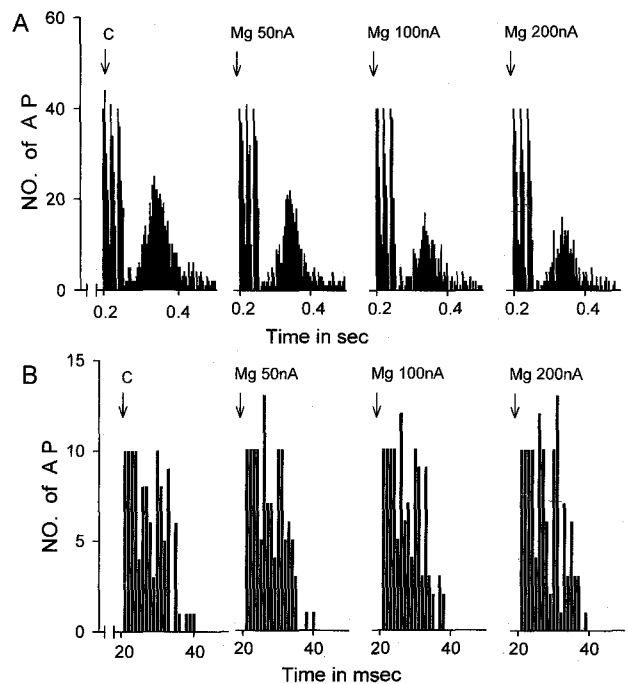 A
60
C
Mg 50nA
Mg 100nA
Mg 200nA
NO. of A P
40
20
0
0.2 0.4 0.2 0.4 0.2 0.4 0.2 0.4
Time in sec
B
15
C
Mg 50nA
Mg 100nA
Mg 200nA
NO. of A P
10
5
0
20 40 20 40 20 40 20 40
Time in msec